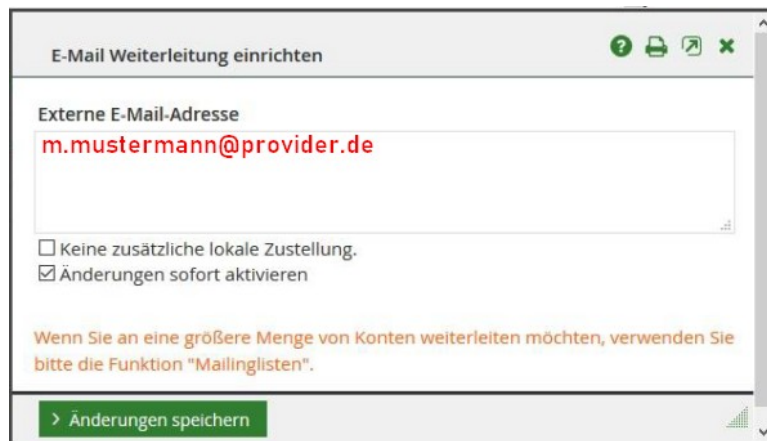 E-Mail Weiterleitung einrichten
Externe E-Mail-Adresse
m.mustermann@provider.de
Keine zusätzliche lokale Zustellung.
Änderungen sofort aktivieren
Wenn Sie an eine größere Menge von Konten weiterleiten möchten, verwenden Sie
bitte die Funktion "Mailinglisten".
> Änderungen speichern